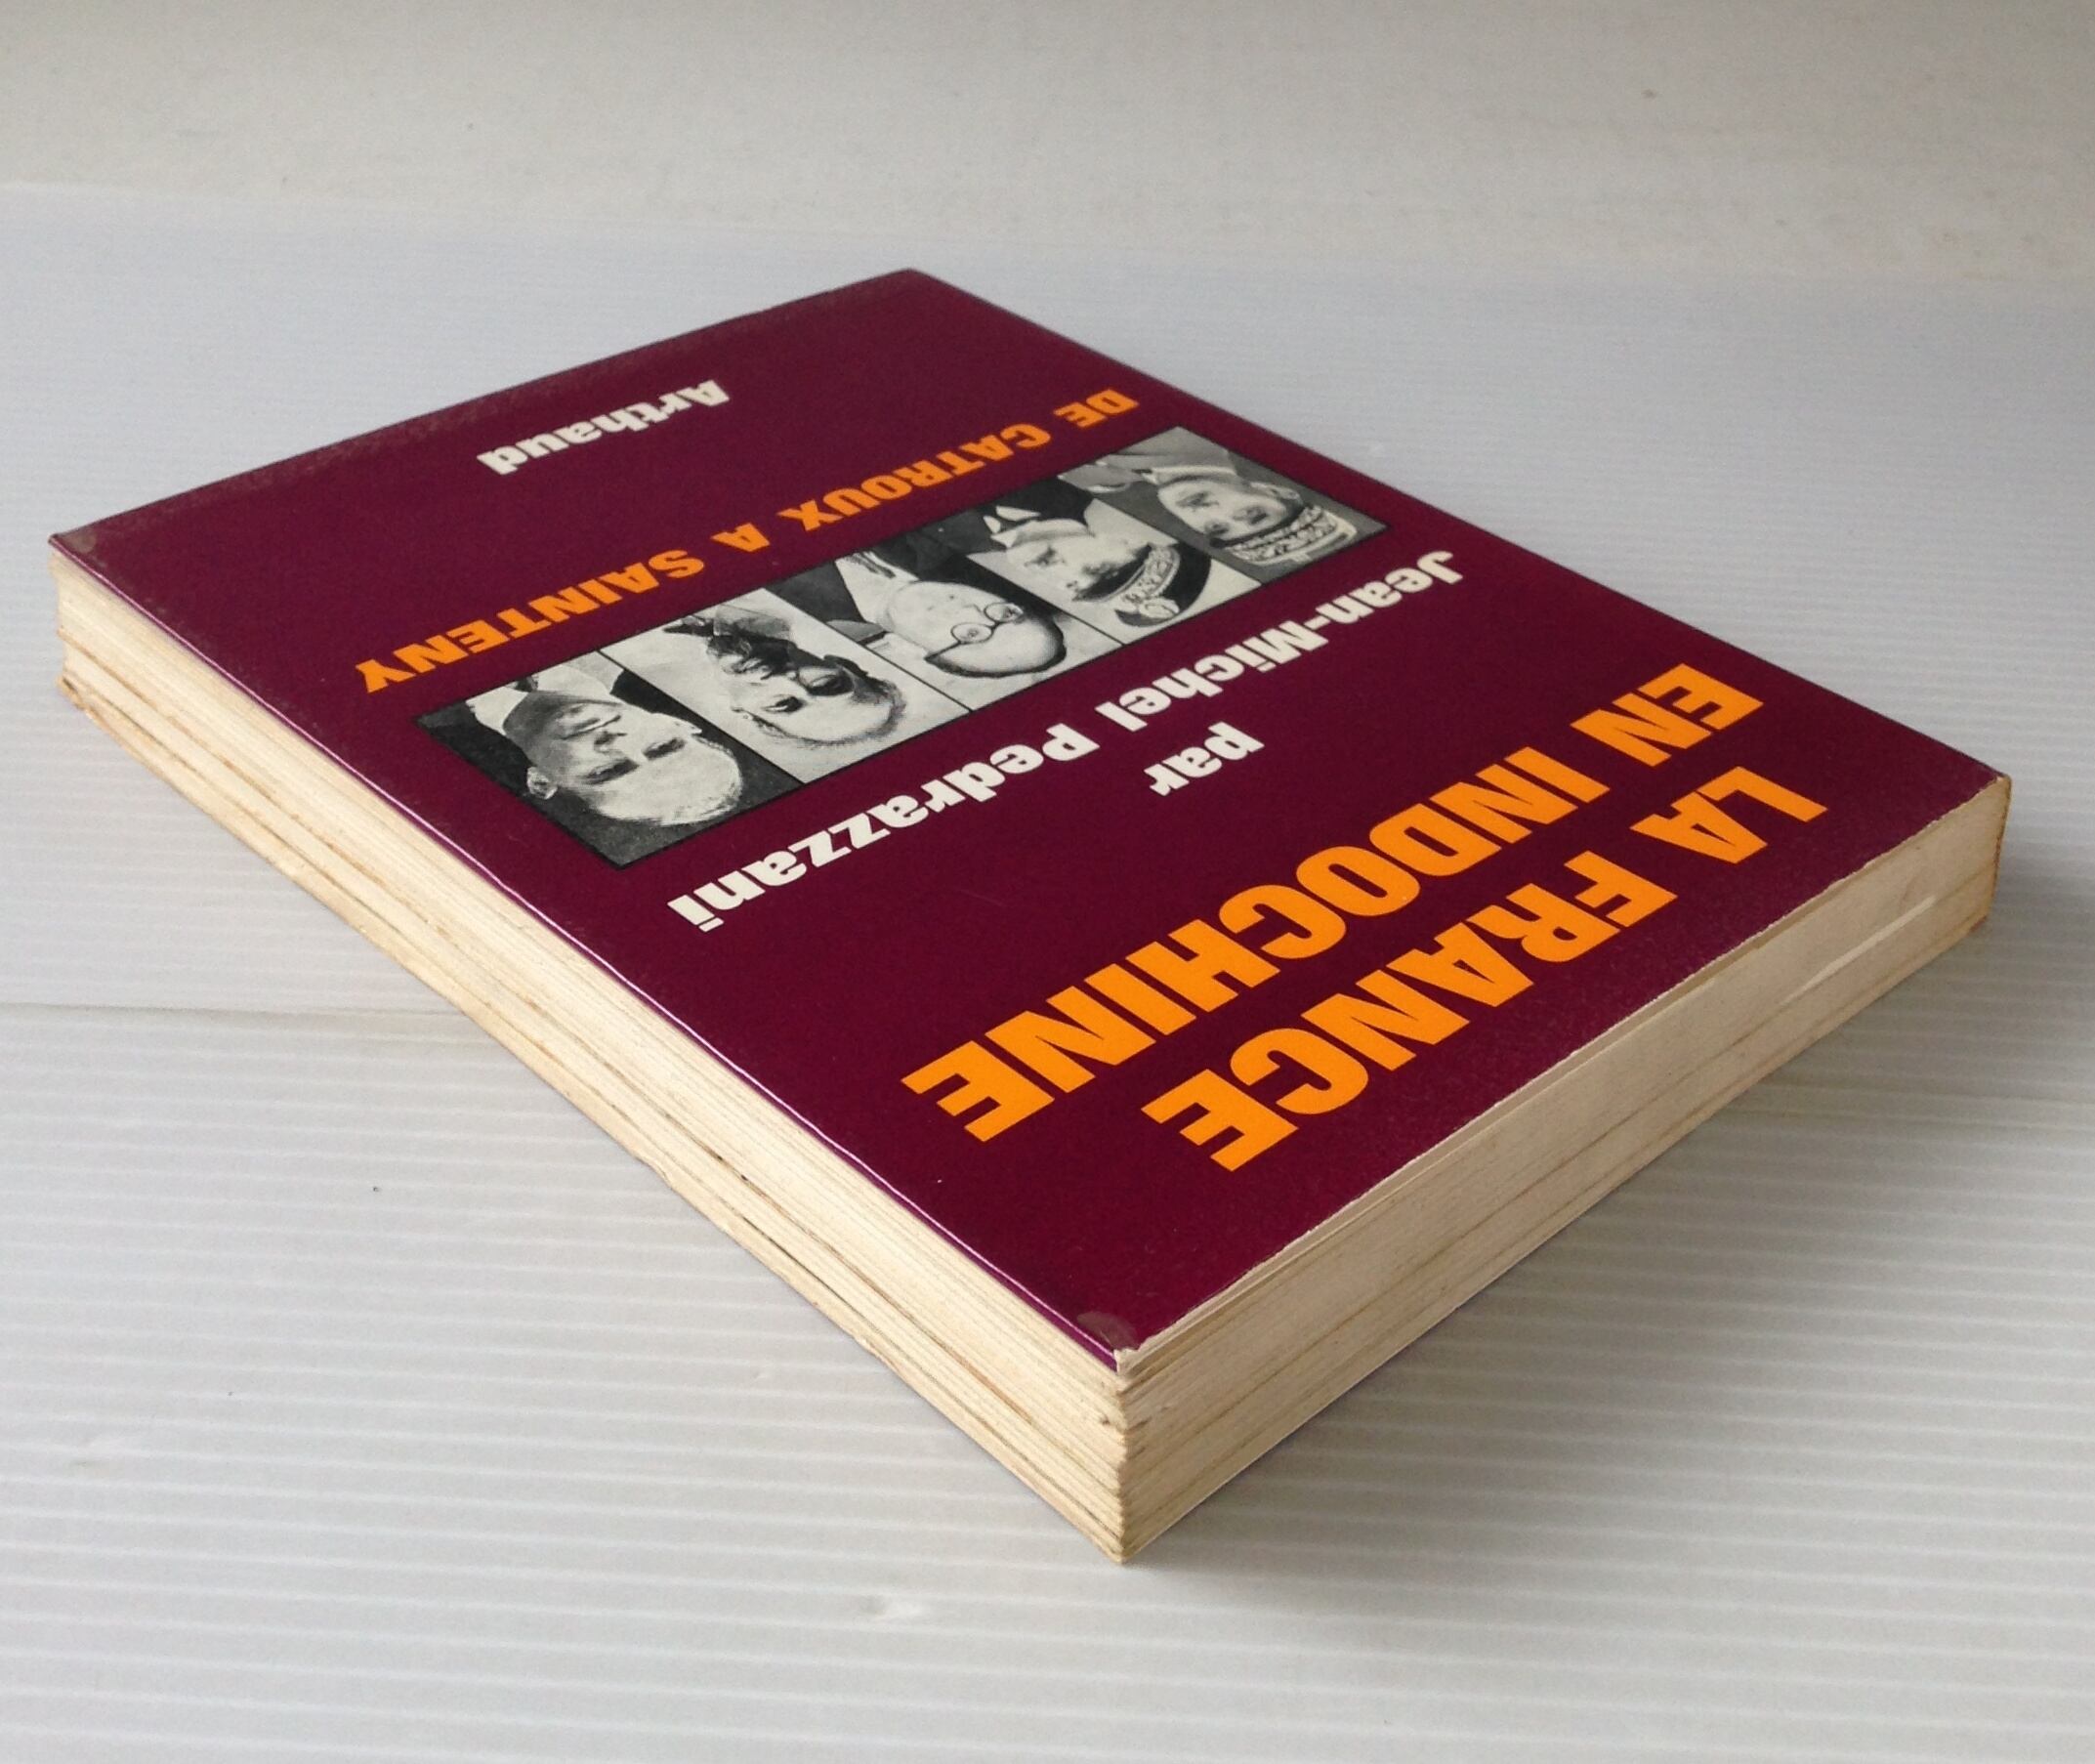 LA FRANCE
EN INDOCHINE
par
Jean-Michel Pedrazzani
DE CATROUX A SAINTENY
Arthaud